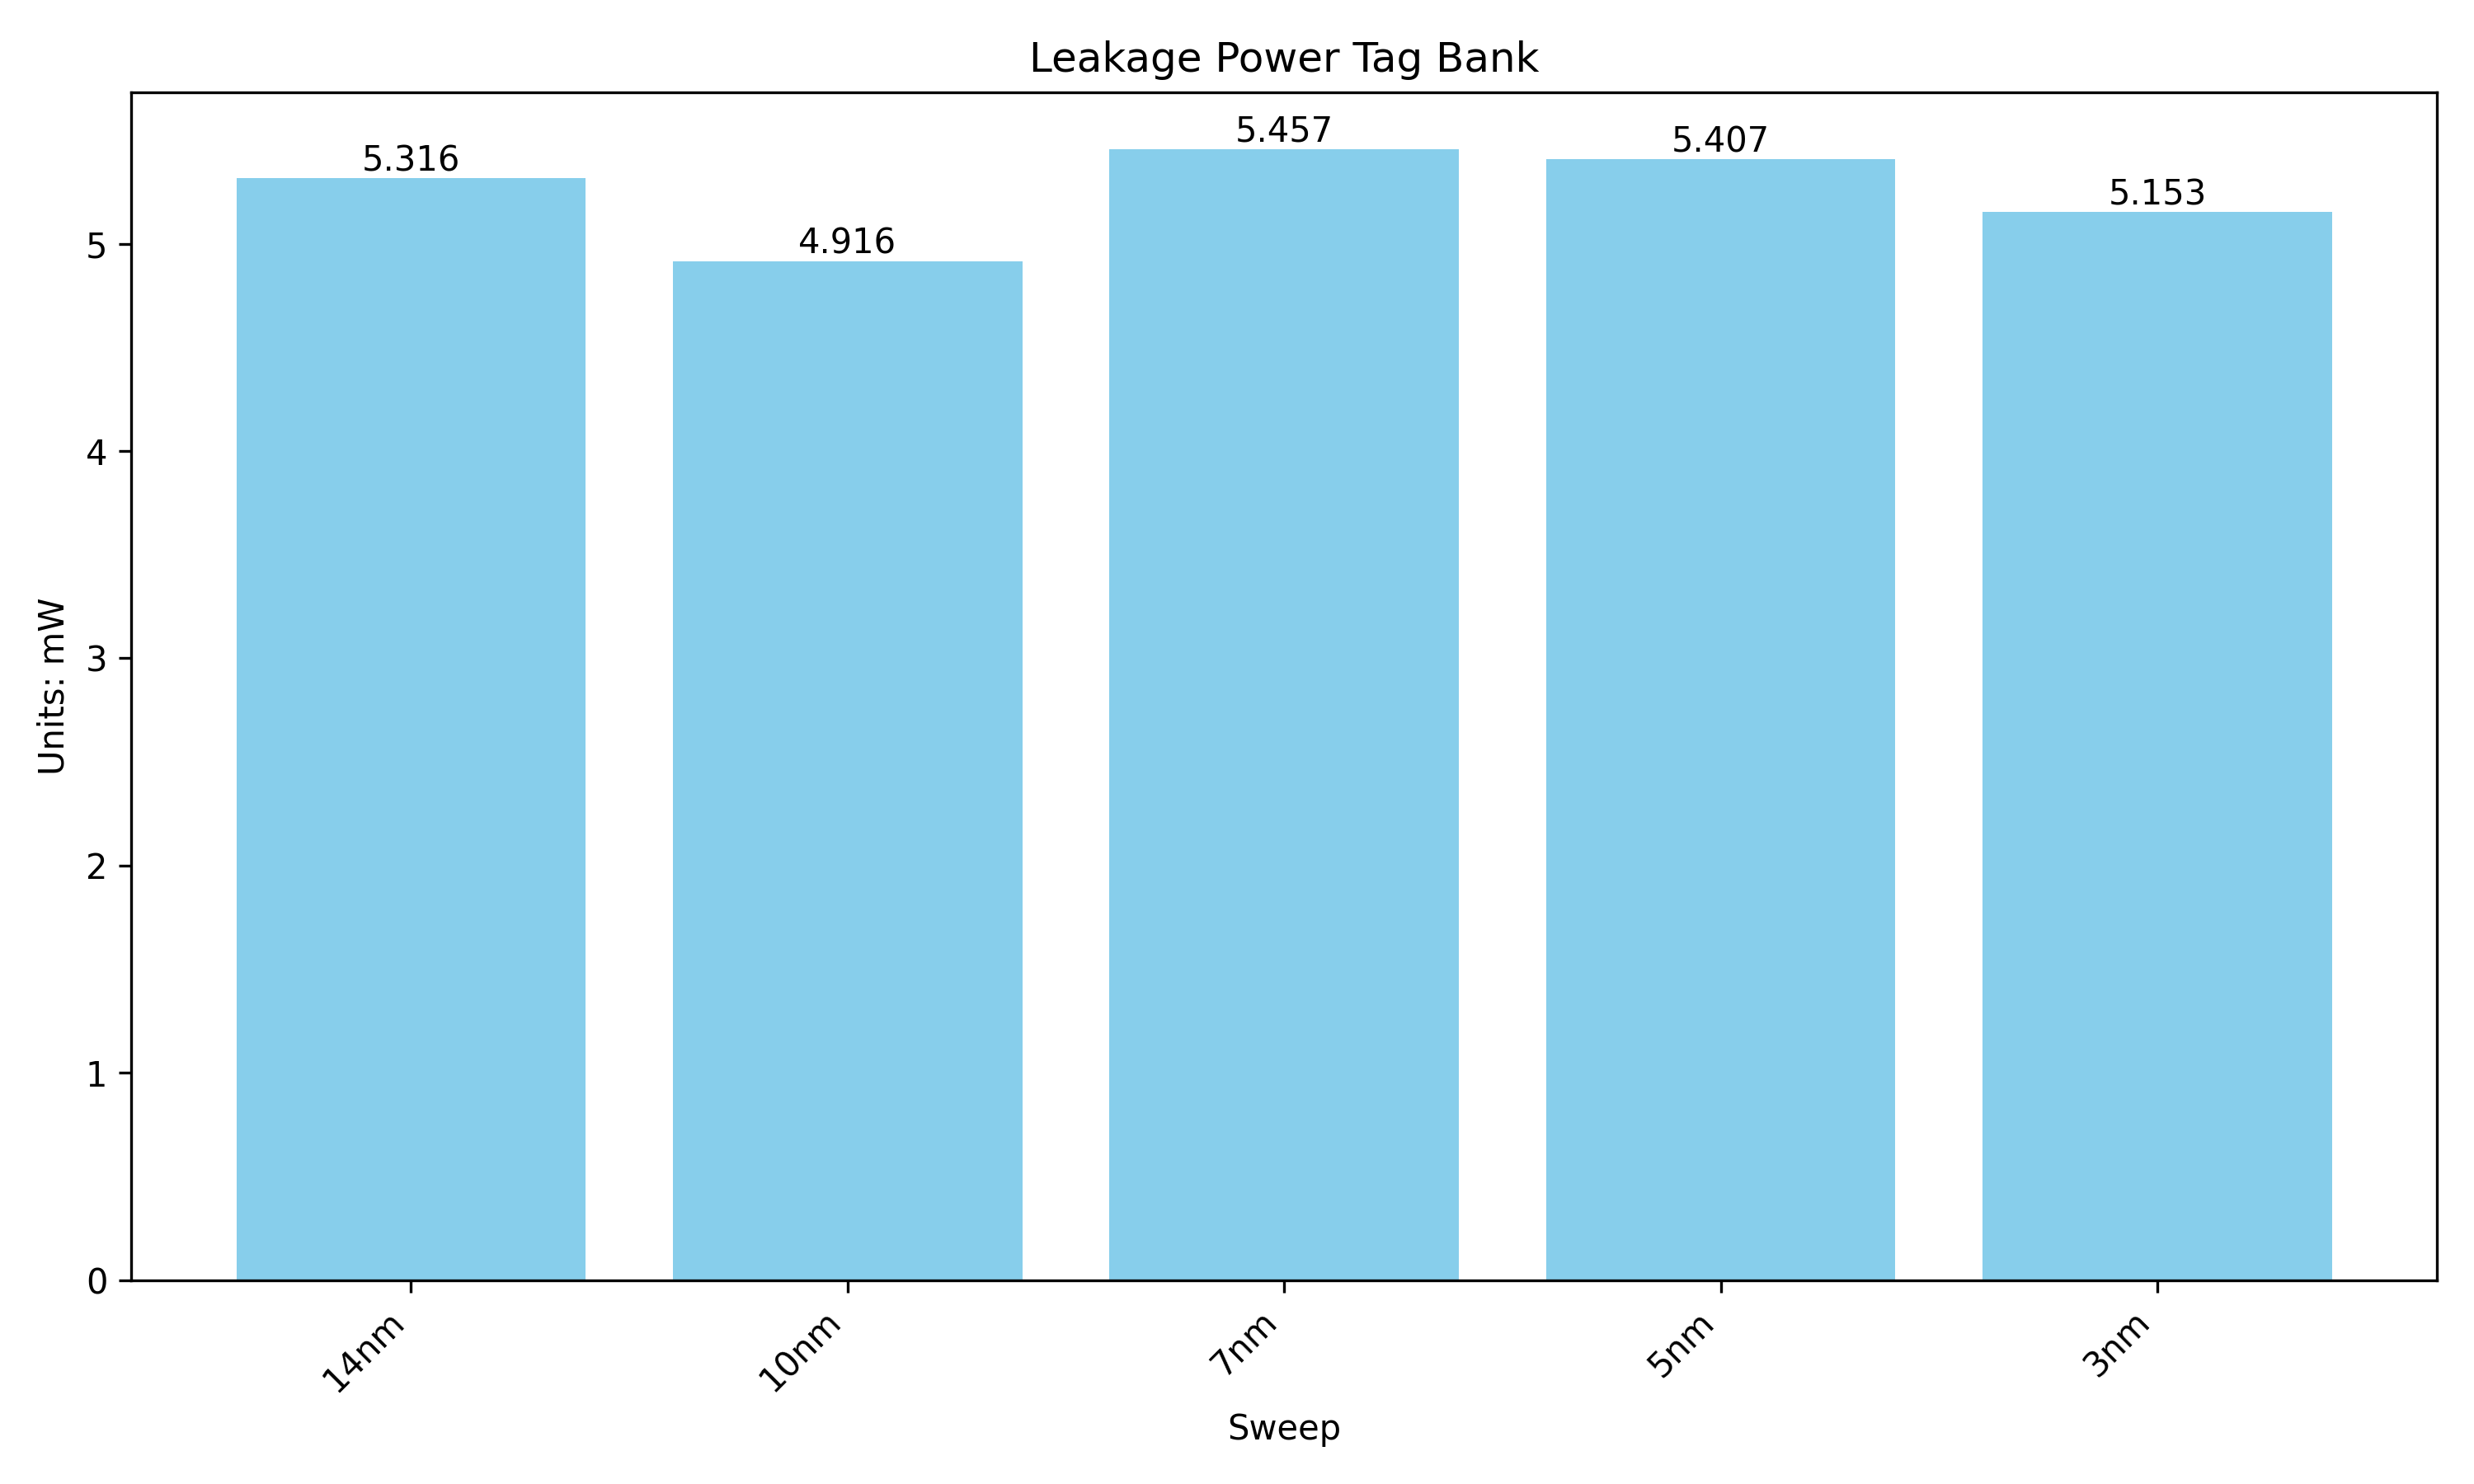 Leakage Power Tag Bank
5.316
4.916
5.457
5.407
5.153
5
4
3
2
1
0
Units: mW
14nm
10nm
7nm
5nm
3nm
Sweep